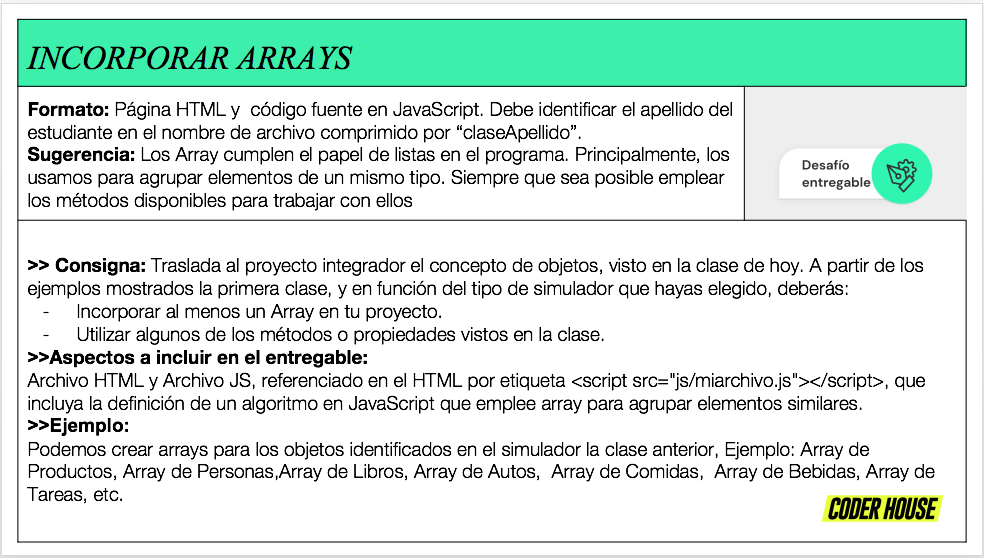 INCORPORAR ARRAYS
Formato: Página HTML y código fuente en JavaScript. Debe identificar el apellido del
estudiante en el nombre de archivo comprimido por “claseApellido”.
Sugerencia: Los Array cumplen el papel de listas en el programa. Principalmente, los
usamos para agrupar elementos de un mismo tipo. Siempre que sea posible emplear
los métodos disponibles para trabajar con ellos
Desafío
entregable
>> Consigna: Traslada al proyecto integrador el concepto de objetos, visto en la clase de hoy. A partir de los
ejemplos mostrados la primera clase, y en función del tipo de simulador que hayas elegido, deberás:
- Incorporar al menos un Array en tu proyecto.
- Utilizar algunos de los métodos o propiedades vistos en la clase.
>>Aspectos a incluir en el entregable:
Archivo HTML y Archivo JS, referenciado en el HTML por etiqueta <script src="js/miarchivo.js"></script>, que
incluya la definición de un algoritmo en JavaScript que emplee array para agrupar elementos similares.
>>Ejemplo:
Podemos crear arrays para los objetos identificados en el simulador la clase anterior, Ejemplo: Array de
Productos, Array de Personas,Array de Libros, Array de Autos, Array de Comidas, Array de Bebidas, Array de
Tareas, etc.
CODER HOUSE